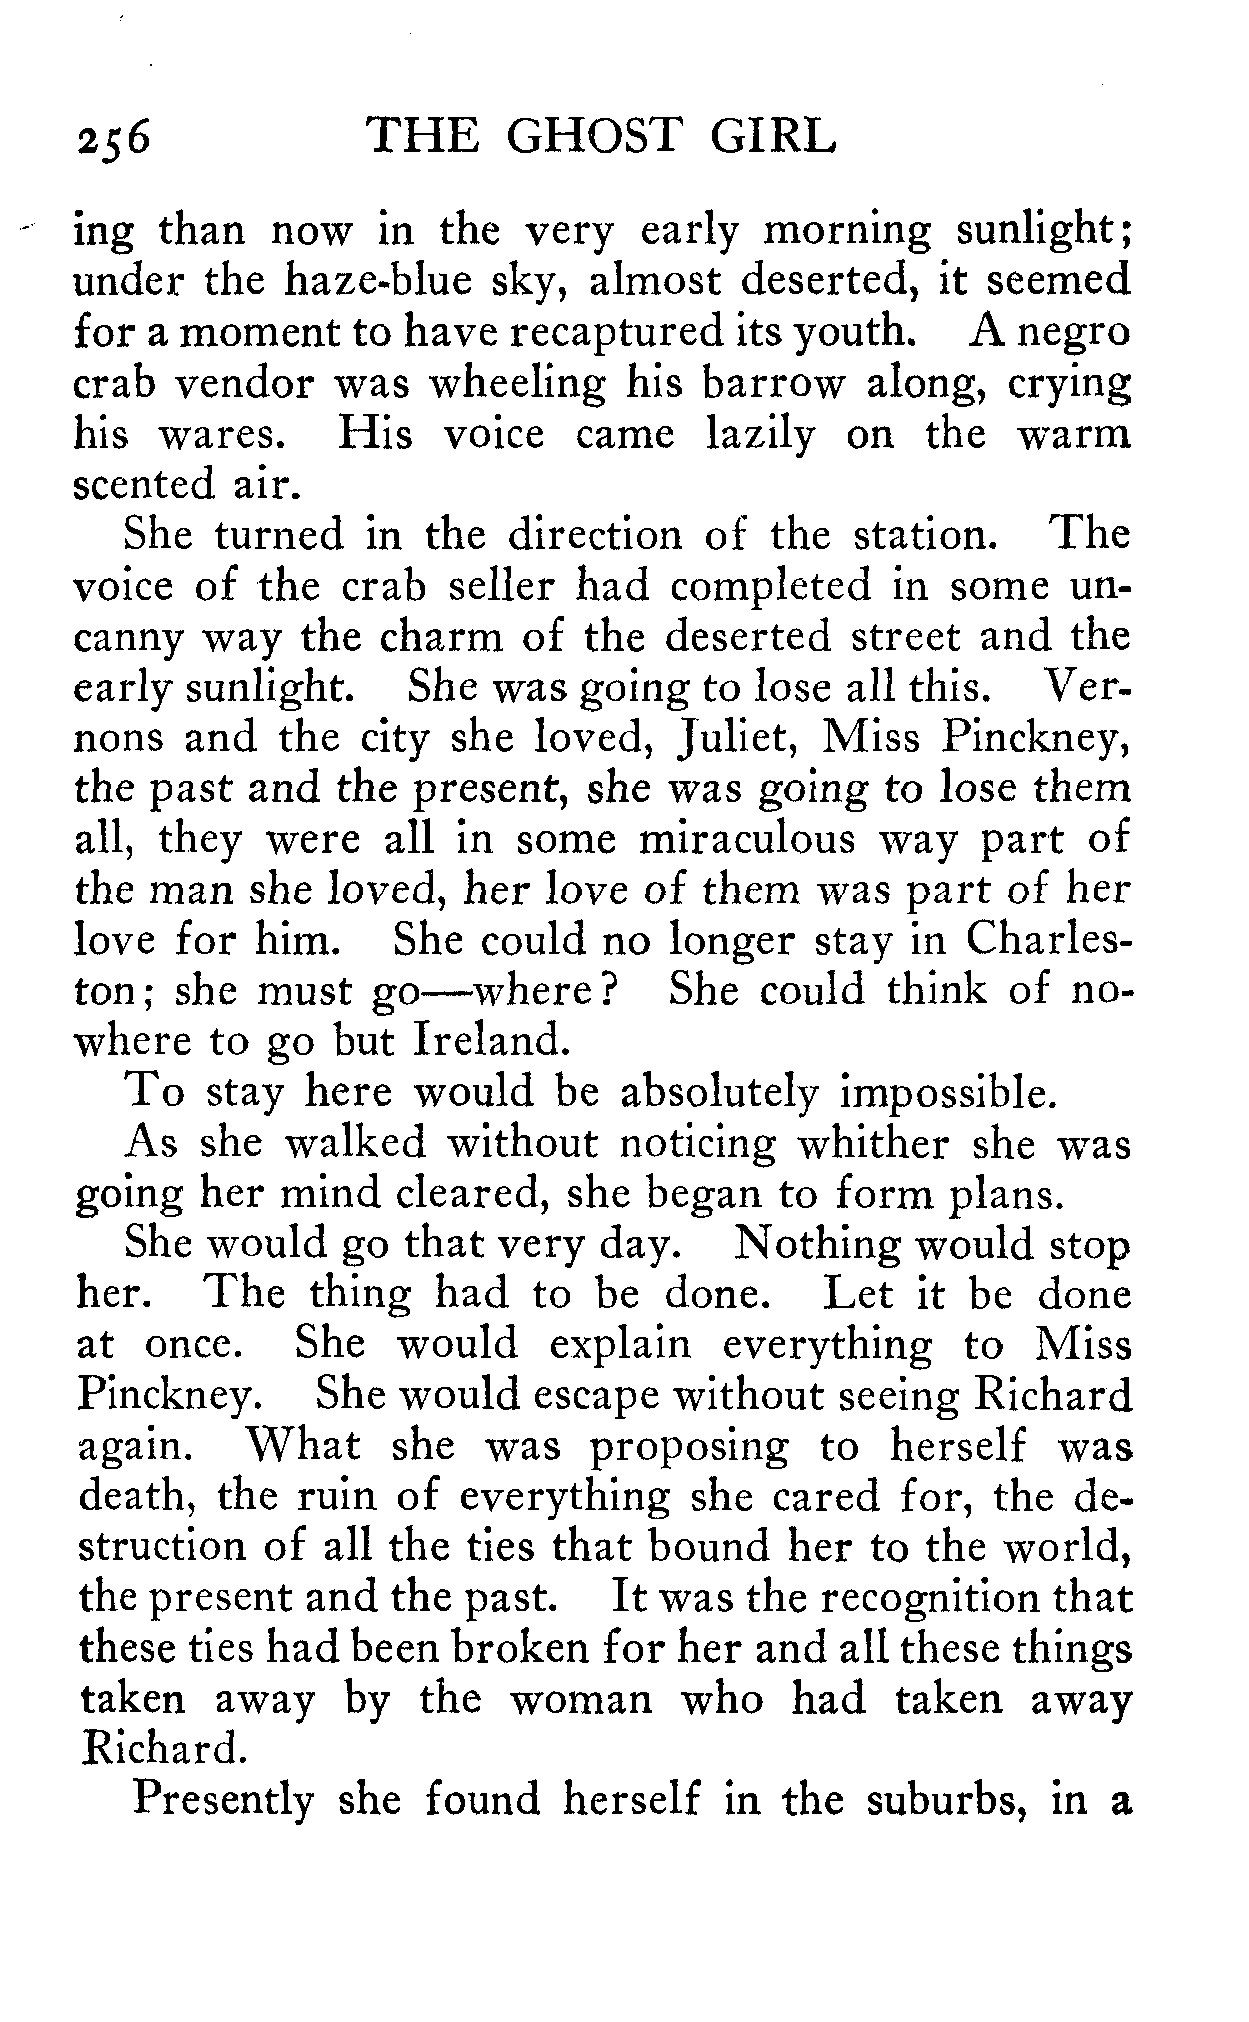 256 THE GHOST GIRL
ing than now in the very early morning sunlight;
under the haze-blue sky, almost deserted, it seemed
for a moment to have recaptured its youth. A negro
crab vendor was wheeling his barrow along, crying
his wares. His voice came lazily on the warm
scented air.
She turned in the direction of the station. The
voice of the crab seller had completed in some un-
canny way the charm of the deserted street and the
early sunlight. She was going to lose all this. Ver-
nons and the city she loved, Juliet, Miss Pinckney,
the past and the present, she was going to lose them
all, they were all in some miraculous way part of
the man she loved, her love of them was part of her
love for him. She could no longer stay in Charles-
ton; she must go—where? She could think of no-
where to go but Ireland.
To stay here would be absolutely impossible.
As she walked without noticing whither she was
going her mind cleared, she began to form plans.
She would go that very day. Nothing would stop
her. The thing had to be done. Let it be done
at once. She would explain everything to Miss
Pinckney. She would escape without seeing Richard
again. What she was proposing to herself was
death, the ruin of everything she cared for, the de-
struction of all the ties that bound her to the world,
the present and the past. It was the recognition that
these ties had been broken for her and all these things
taken away by the woman who had taken away
Richard.
Presently she found herself in the suburbs, in a